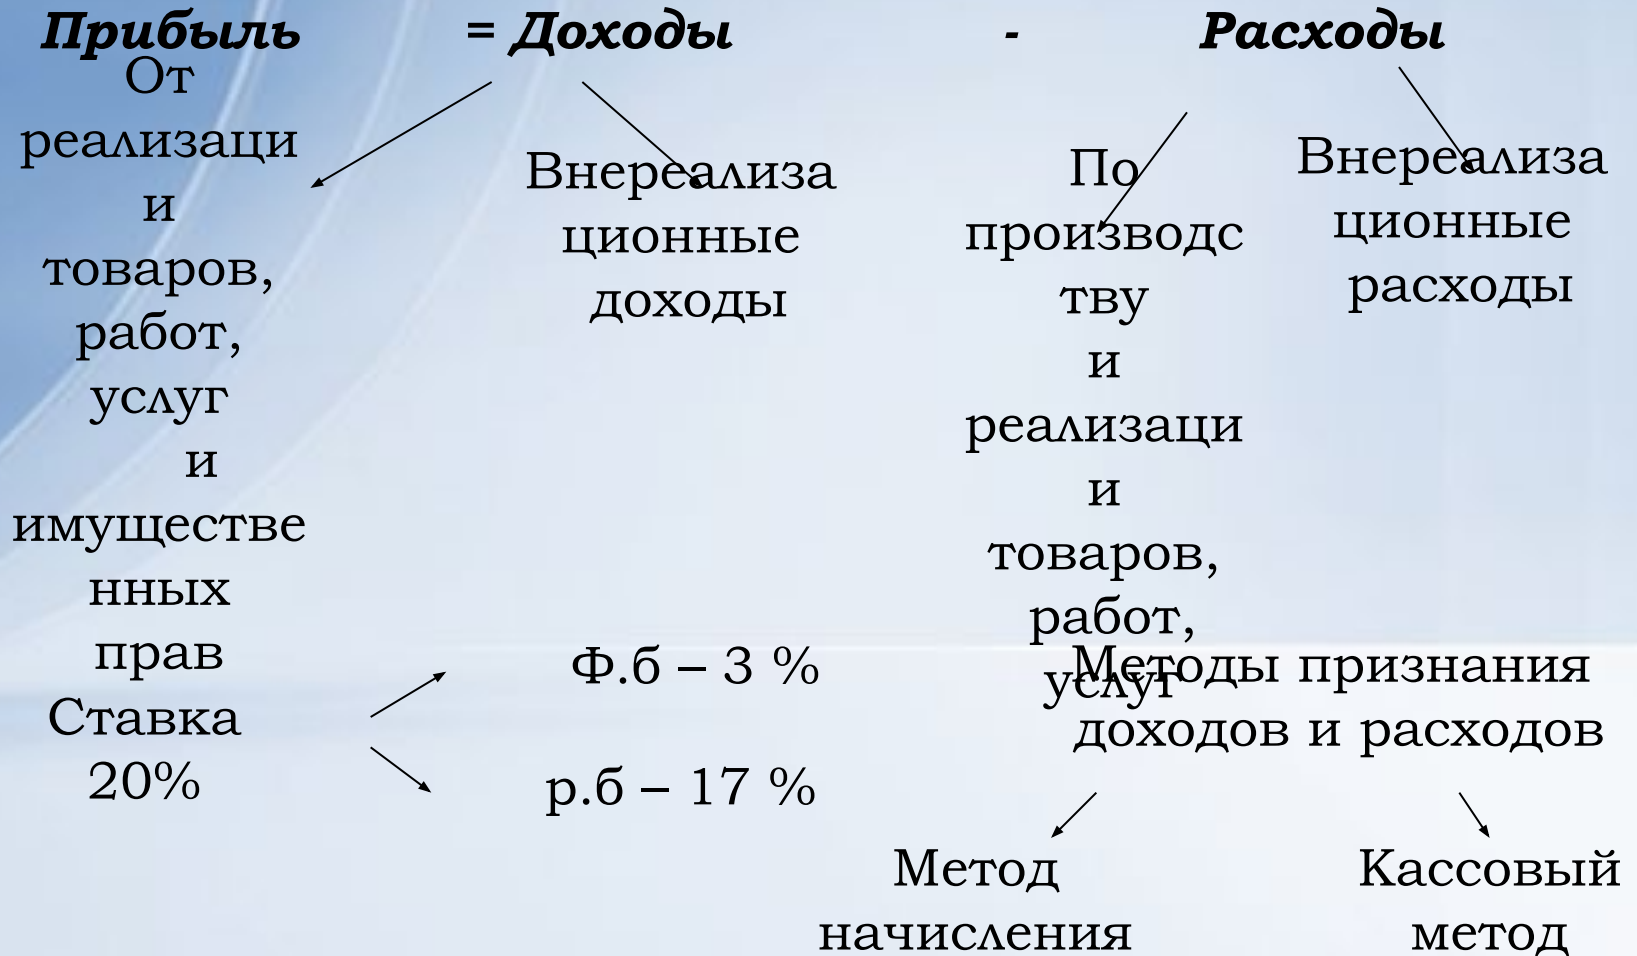 Прибыль = Доходы - Расходы
От
реализаци
и
товаров,
работ,
услуг
и
имуществе
нных
прав
Внереализа
ционные
доходы
По
производс
тву
и
реализаци
и
товаров,
работ,
услуг
Внереализа
ционные
расходы
Ставка
20%
Ф.б – 3 %
р.б – 17 %
Методы признания
доходов и расходов
Метод
начисления
Кассовый
метод